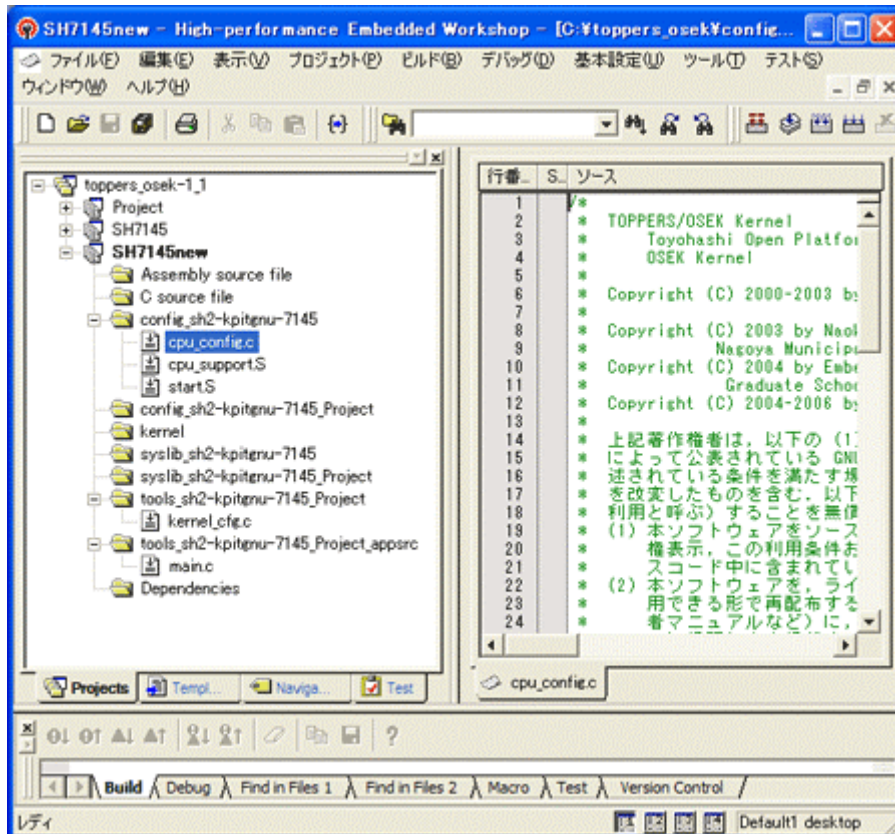 SH7145new - High-performance Embedded Workshop - [C:¥toppers_osek¥config...
ファイル(F) 編集(E) 表示(V) プロジェクト(P) ビルド(B) デバッグ(D) 基本設定(U) ツール(T) テスト(S)
ウィンドウ(W) ヘルプ(H)
toppers_osek-1_1
Project
SH7145
SH7145new
Assembly source file
C source file
config_sh2-kpitgnu-7145
cpu_config.c
cpu_support.S
start.S
config_sh2-kpitgnu-7145_Project
kernel
syslib_sh2-kpitgnu-7145
syslib_sh2-kpitgnu-7145_Project
tools_sh2-kpitgnu-7145_Project
kernel_cfg.c
tools_sh2-kpitgnu-7145_Project_appsrc
main.c
Dependencies
Projects Templ... Naviga... Test
行番... S... ソース
1 /*
2 * TOPPERS/OSEK Kernel
3 * Toyohashi Open Platfor
4 * OSEK Kernel
5 *
6 * Copyright (C) 2000-2003 by
7 *
8 * Copyright (C) 2003 by Naok
9 * Nagoya Municipa
10 * Copyright (C) 2004 by Embe
11 * Graduate Schoo
12 * Copyright (C) 2004-2006 by
13 *
14 * 上記著作権者は，以下の (1)
15 * によって公表されている GNU
16 * 述されている条件を満たす場
17 * を改変したものを含む．以下
18 * 利用と呼ぶ）することを無償
19 * (1) 本ソフトウェアをソース
20 * 権表示，この利用条件お
21 * スコード中に含まれてい
22 * (2) 本ソフトウェアを，ライ
23 * 用できる形で再配布する
24 * 者マニュアルなど）に，
cpu_config.c
Build Debug Find in Files 1 Find in Files 2 Macro Test Version Control
レディ Default1 desktop